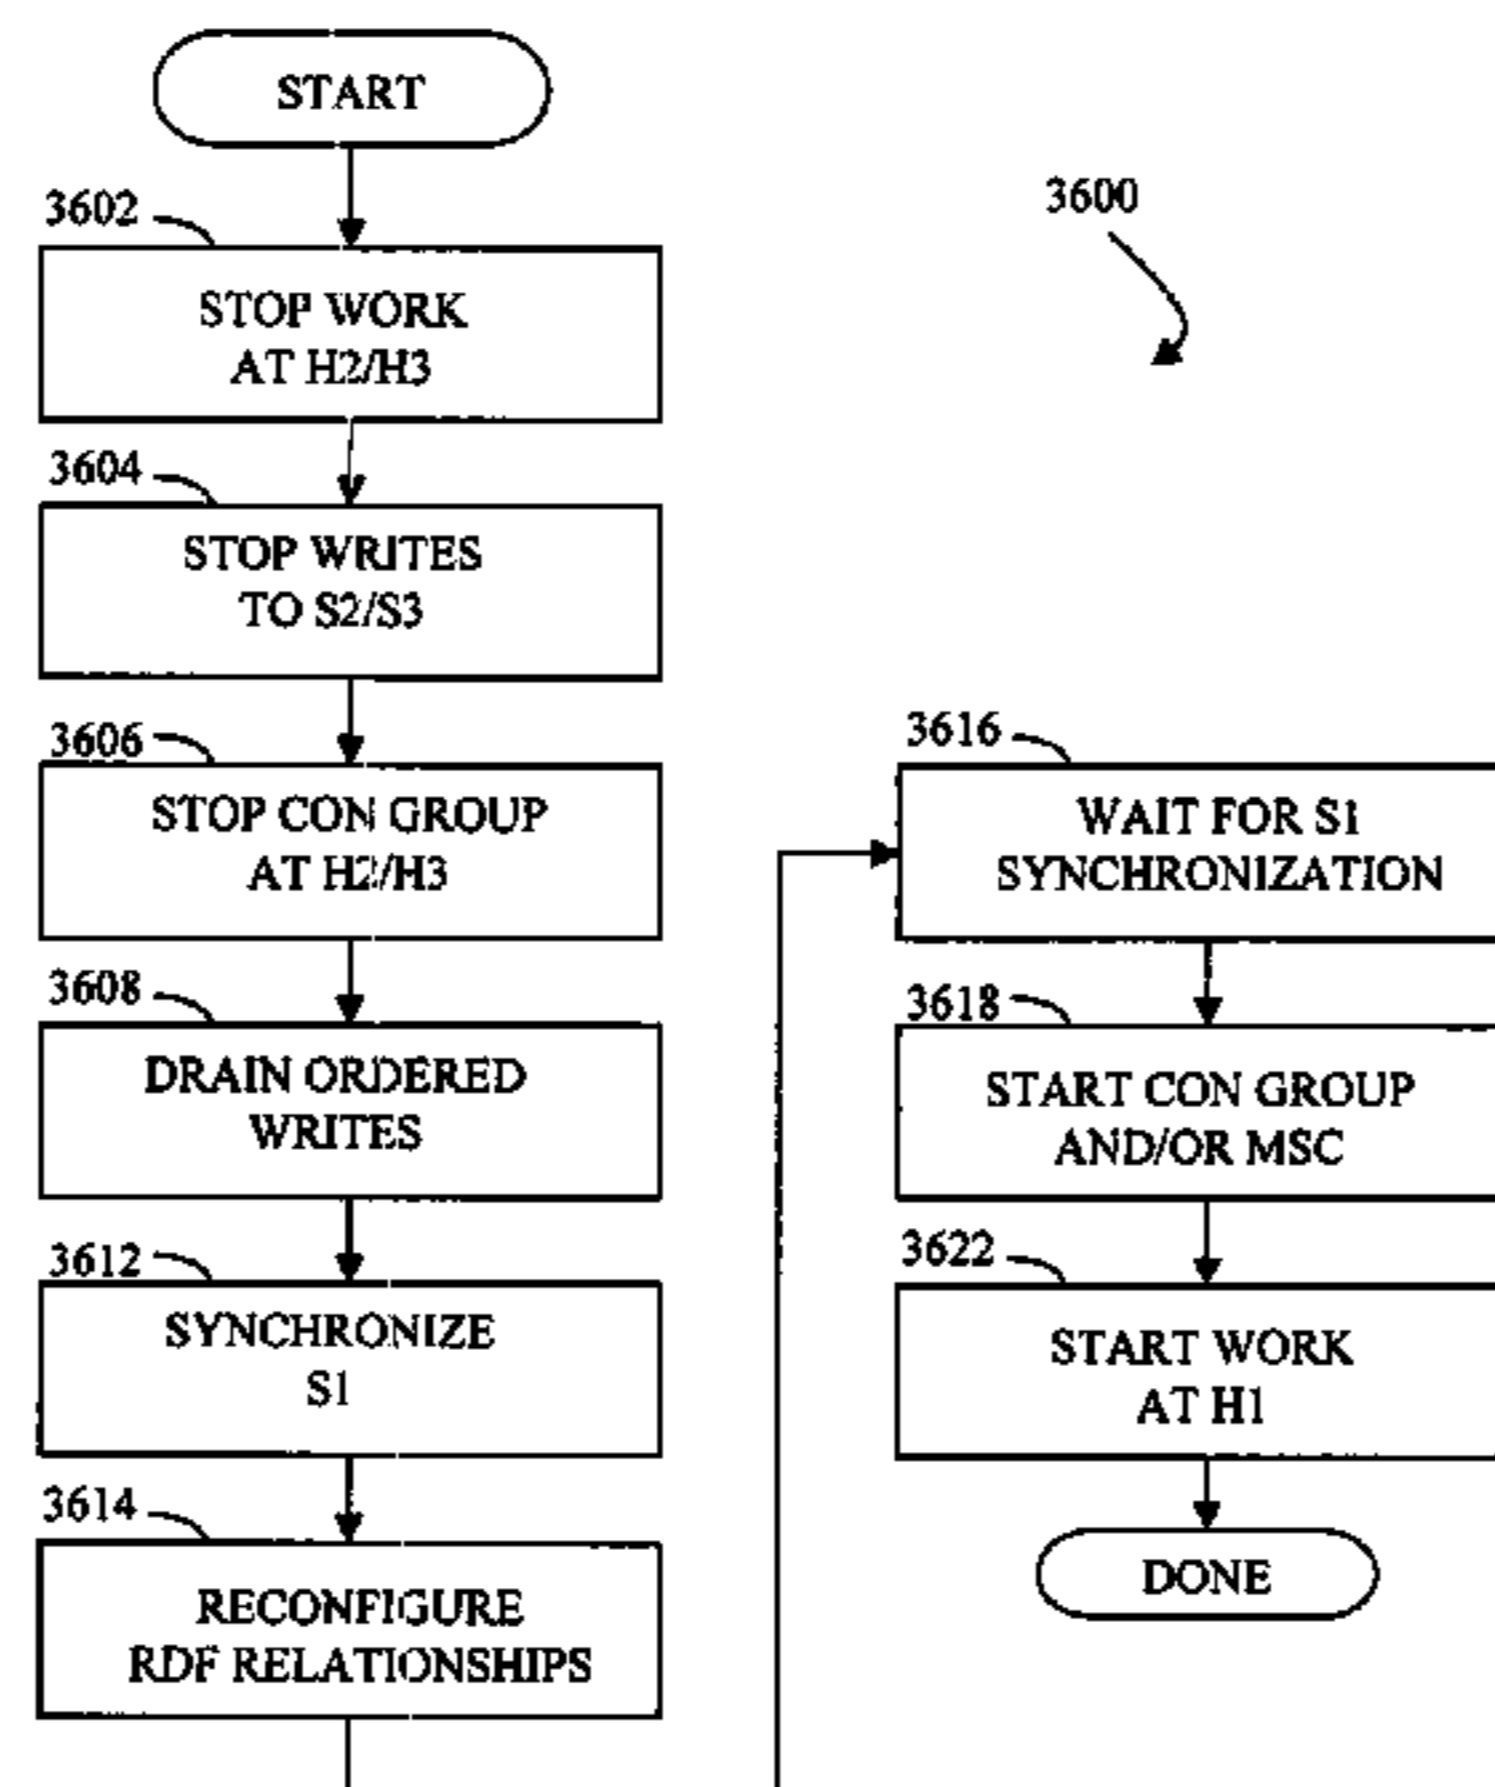 START
3600
3602
STOP WORK
AT H2/H3
3604
STOP WRITES
TO S2/S3
3606
STOP CON GROUP
AT H2/H3
3608
DRAIN ORDERED
WRITES
3612
SYNCHRONIZE
S1
3614
RECONFIGURE
RDF RELATIONSHIPS
3616
WAIT FOR S1
SYNCHRONIZATION
3618
START CON GROUP
AND/OR MSC
3622
START WORK
AT H1
DONE